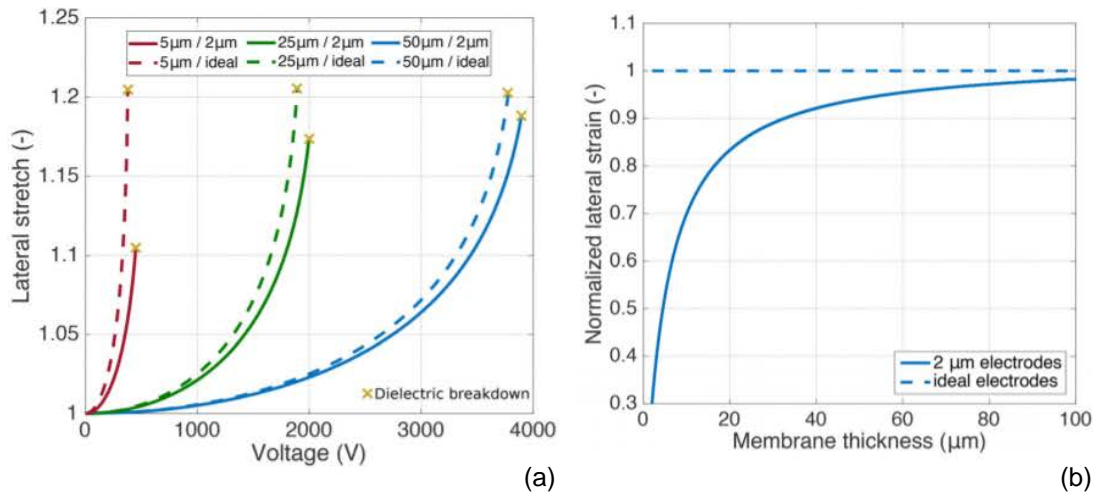 1.25
1.2
1.15
1.1
1.05
1
Lateral stretch (-)
5μm / 2μm 25μm / 2μm 50μm / 2μm
5μm / ideal 25μm / ideal 50μm / ideal
Dielectric breakdown
0 1000 2000 3000 4000
Voltage (V)
(a)
1.1
1
0.9
0.8
0.7
0.6
0.5
0.4
0.3
Normalized lateral strain (-)
2 μm electrodes
ideal electrodes
0 20 40 60 80 100
Membrane thickness (μm)
(b)